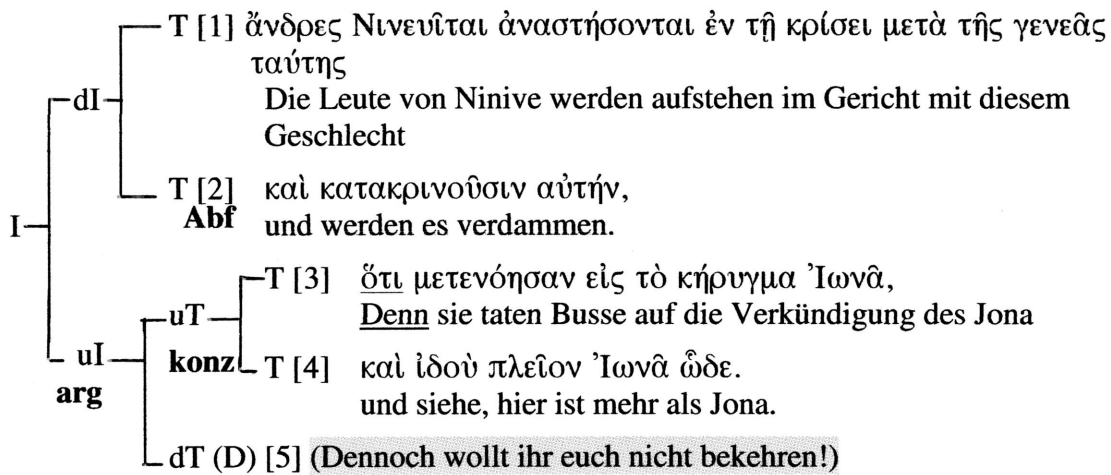 T [1] ἄνδρες Νινευῖται ἀναστήσονται ἐν τῇ κρίσει μετὰ τῆς γενεᾶς
ταύτης
dI
Die Leute von Ninive werden aufstehen im Gericht mit diesem
Geschlecht
T [2] καὶ κατακρινοῦσιν αὐτήν,
Abf und werden es verdammen.
I
T [3] ὅτι μετενόησαν εἰς τὸ κήρυγμα Ἰωνᾶ,
uT Denn sie taten Busse auf die Verkündigung des Jona
uI konz T [4] καὶ ἰδοὺ πλεῖον Ἰωνᾶ ὧδε.
arg und siehe, hier ist mehr als Jona.
dT (D) [5] (Dennoch wollt ihr euch nicht bekehren!)